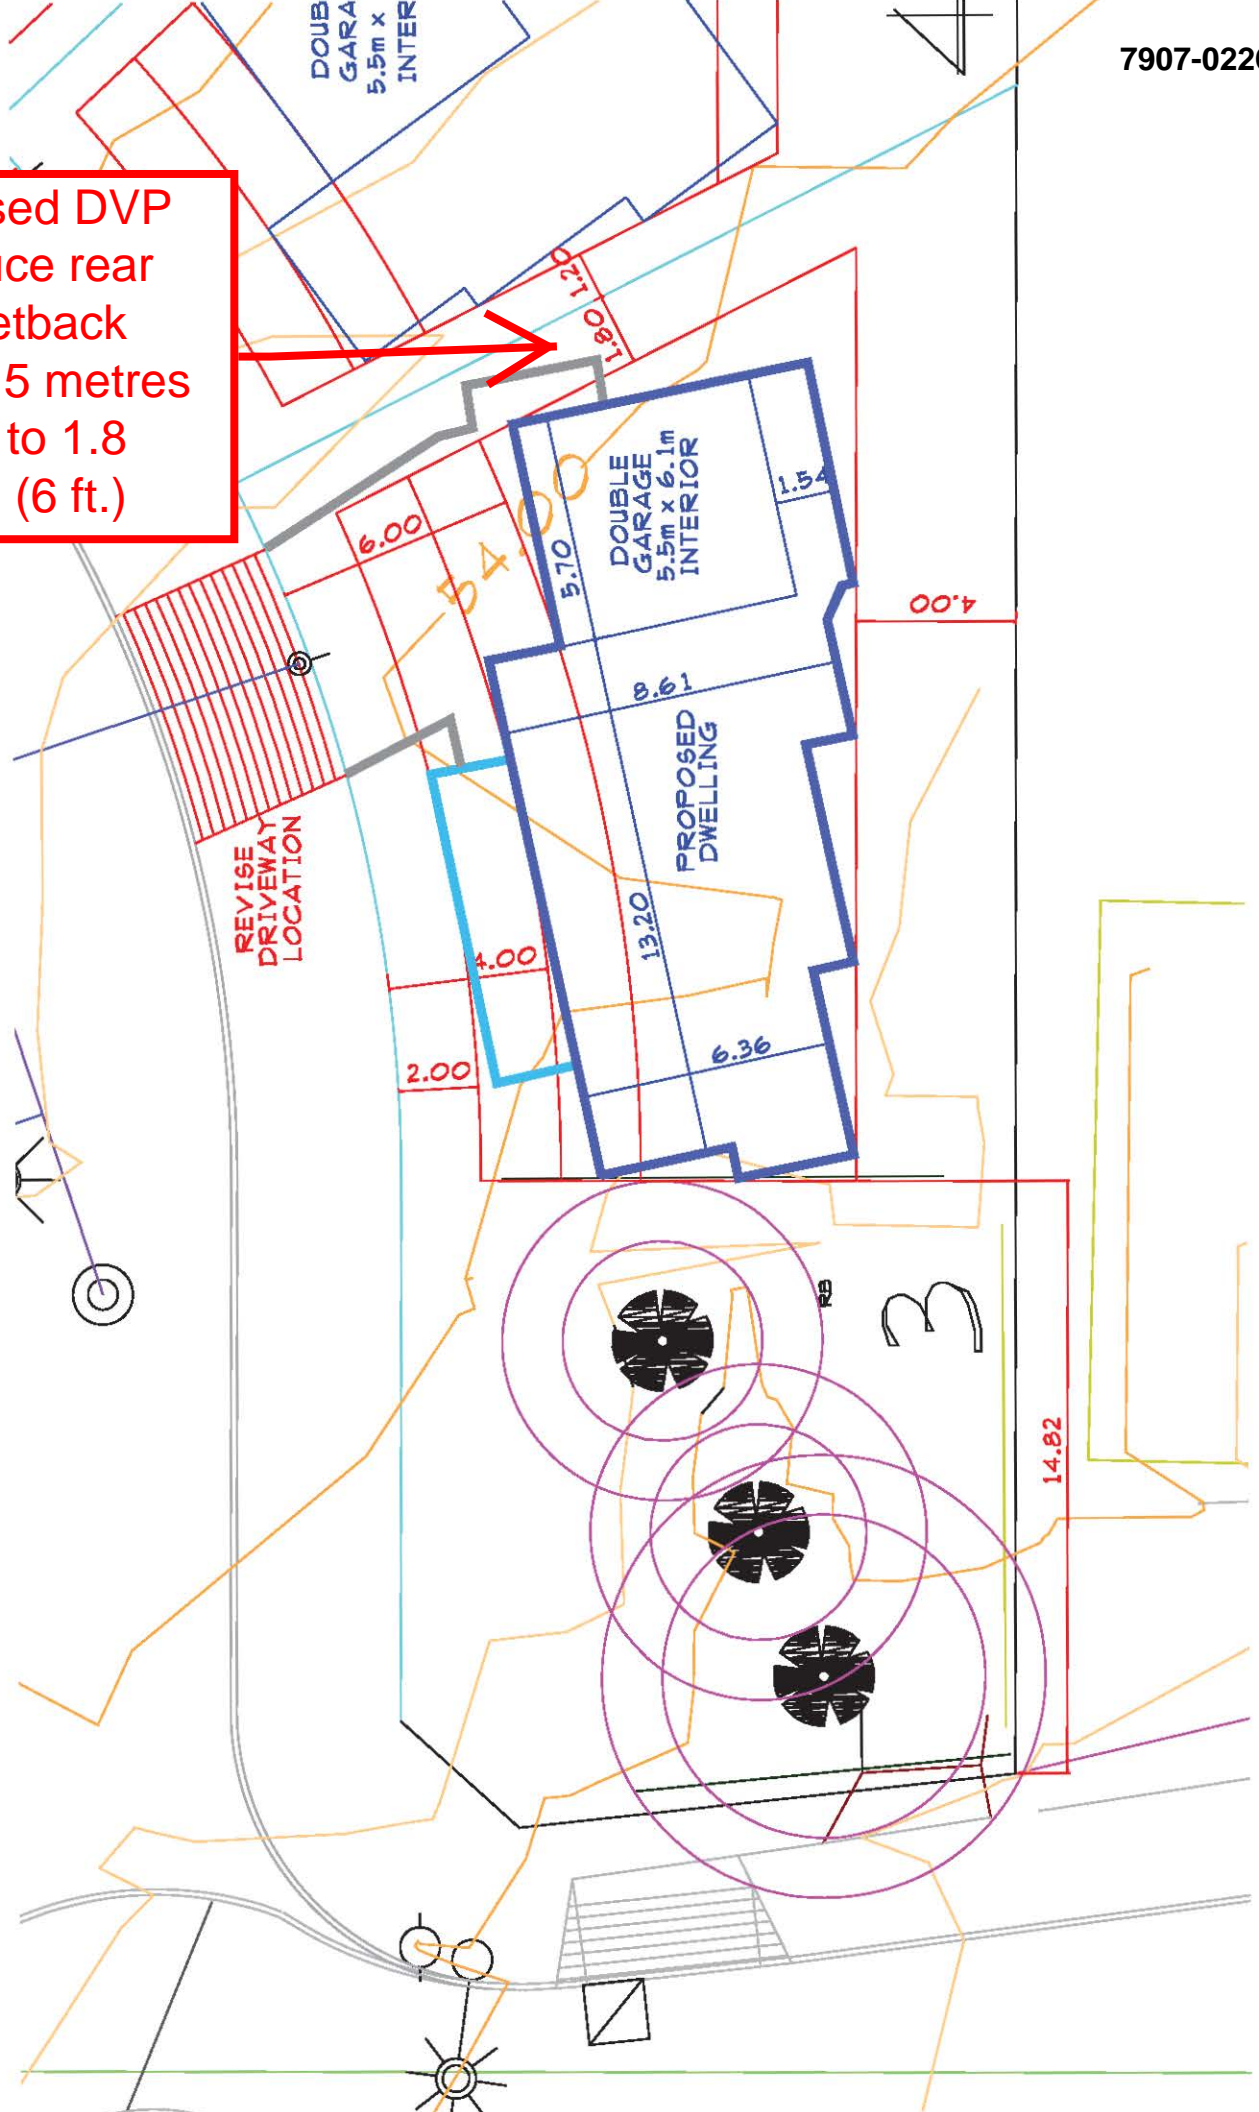 7907-022
DOUB
GARA
5.5m x
INTER
4
sed DVP
uce rear
etback
5 metres
to 1.8
(6 ft.)
1.20
1.80
6.00
54.00
5.70
DOUBLE
GARAGE
5.5m x 6.1m
INTERIOR
1.54
4.00
8.61
PROPOSED
DWELLING
REVISE
DRIVEWAY
LOCATION
13.20
4.00
2.00
6.36
RB
3
14.82